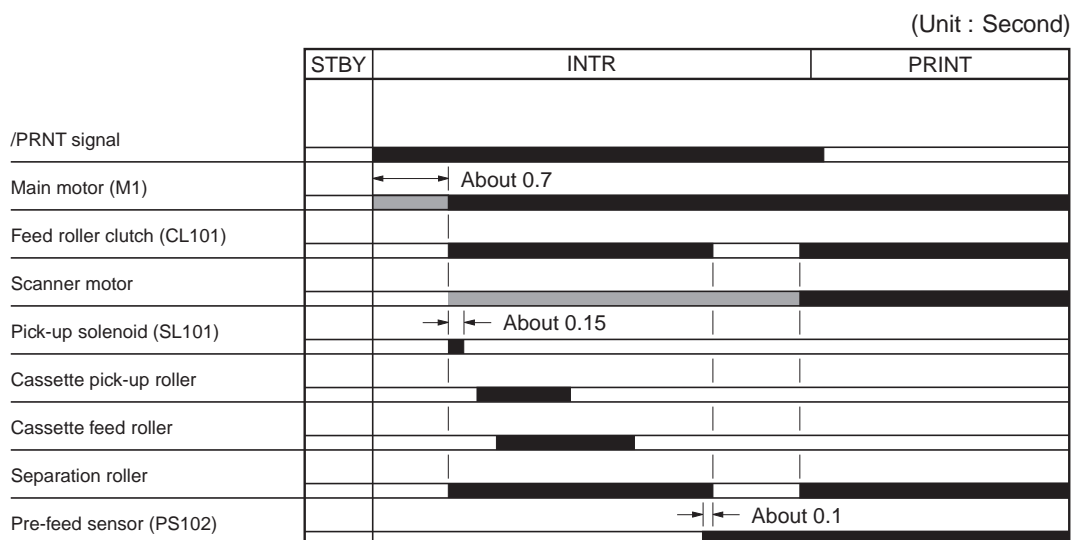 (Unit : Second)
STBY INTR PRINT
/PRNT signal
Main motor (M1) About 0.7
Feed roller clutch (CL101)
Scanner motor
Pick-up solenoid (SL101) About 0.15
Cassette pick-up roller
Cassette feed roller
Separation roller
Pre-feed sensor (PS102) About 0.1